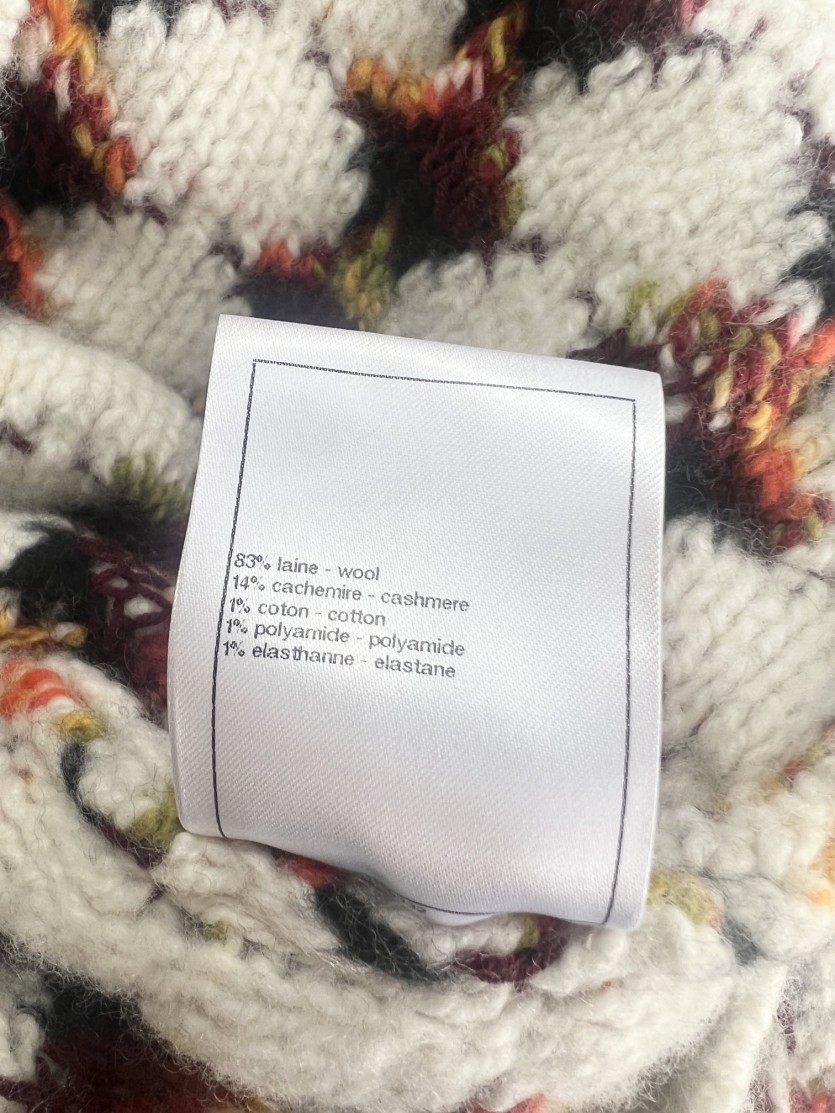 83% laine - wool
14% cachemire - cashmere
1% coton - cotton
1% polyamide - polyamide
1% elasthanne - elastane